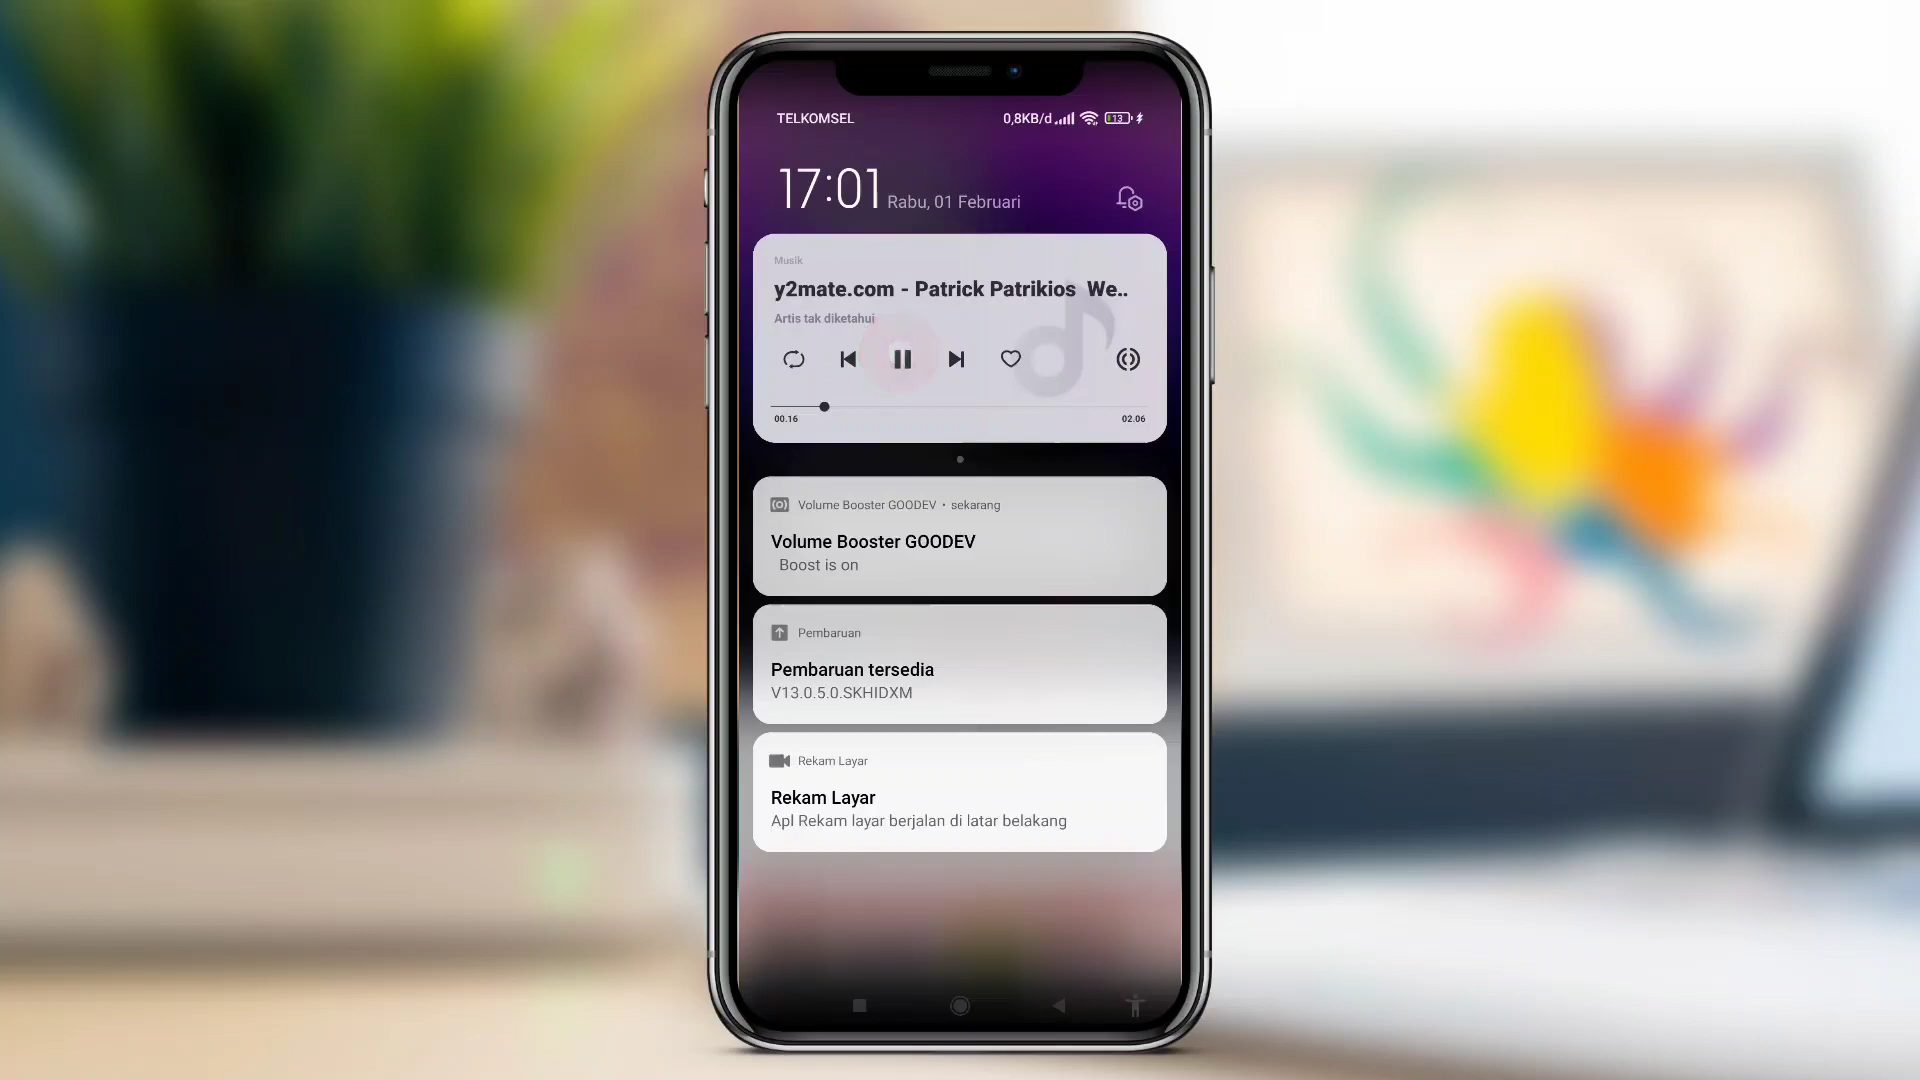 TELKOMSEL
0,8KB/d
13
17:01 Rabu, 01 Februari
Musik
y2mate.com - Patrick Patrikios We..
Artis tak diketahui
00.16
02.06
Volume Booster GOODEV • sekarang
Volume Booster GOODEV
Boost is on
Pembaruan
Pembaruan tersedia
V13.0.5.0.SKHIDXM
Rekam Layar
Rekam Layar
Apl Rekam layar berjalan di latar belakang